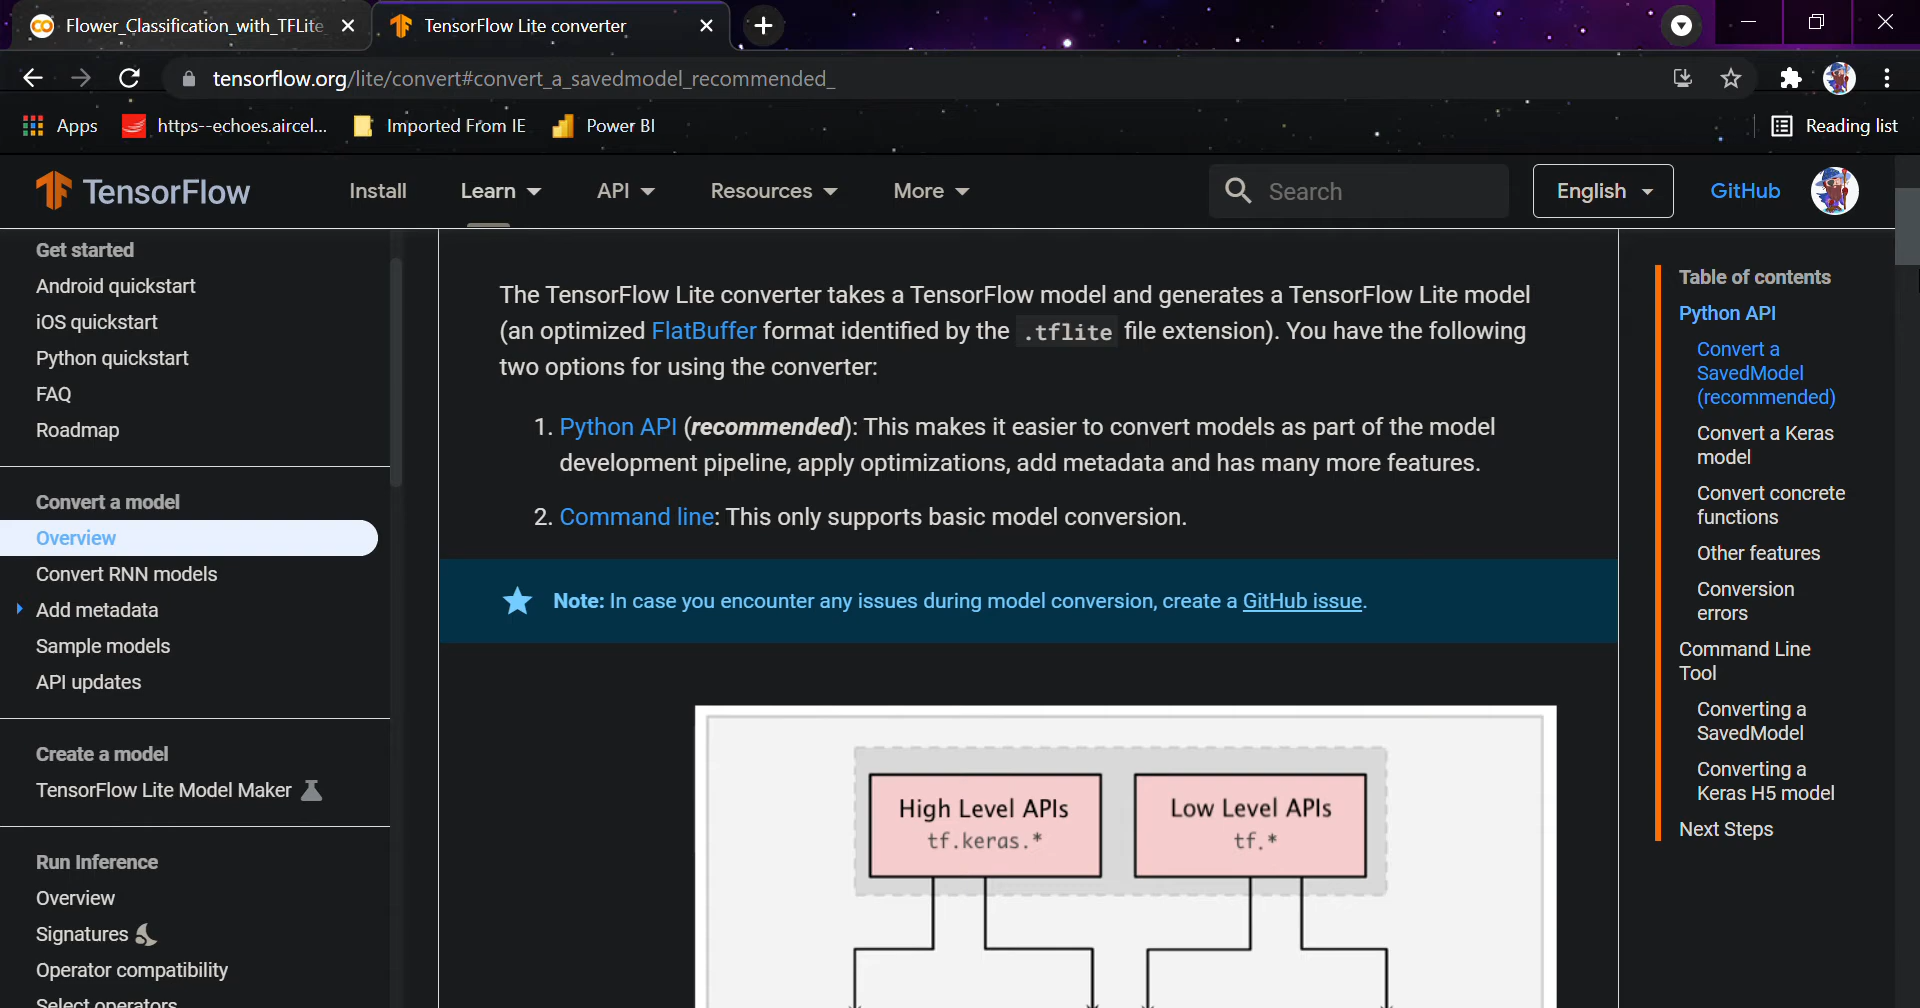 Flower_Classification_with_TFLite
TensorFlow Lite converter
tensorflow.org/lite/convert#convert_a_savedmodel_recommended_
Apps
https--echoes.aircel...
Imported From IE
Power BI
Reading list
TensorFlow
Install
Learn
API
Resources
More
Search
English
GitHub
Get started
Android quickstart
iOS quickstart
Python quickstart
FAQ
Roadmap
Convert a model
Overview
Convert RNN models
Add metadata
Sample models
API updates
Create a model
TensorFlow Lite Model Maker
Run Inference
Overview
Signatures
Operator compatibility
Select operators
The TensorFlow Lite converter takes a TensorFlow model and generates a TensorFlow Lite model
(an optimized FlatBuffer format identified by the .tflite file extension). You have the following
two options for using the converter:
1. Python API (recommended): This makes it easier to convert models as part of the model
development pipeline, apply optimizations, add metadata and has many more features.
2. Command line: This only supports basic model conversion.
Note: In case you encounter any issues during model conversion, create a GitHub issue.
High Level APIs
tf.keras.*
Low Level APIs
tf.*
Table of contents
Python API
Convert a
SavedModel
(recommended)
Convert a Keras
model
Convert concrete
functions
Other features
Conversion
errors
Command Line
Tool
Converting a
SavedModel
Converting a
Keras H5 model
Next Steps